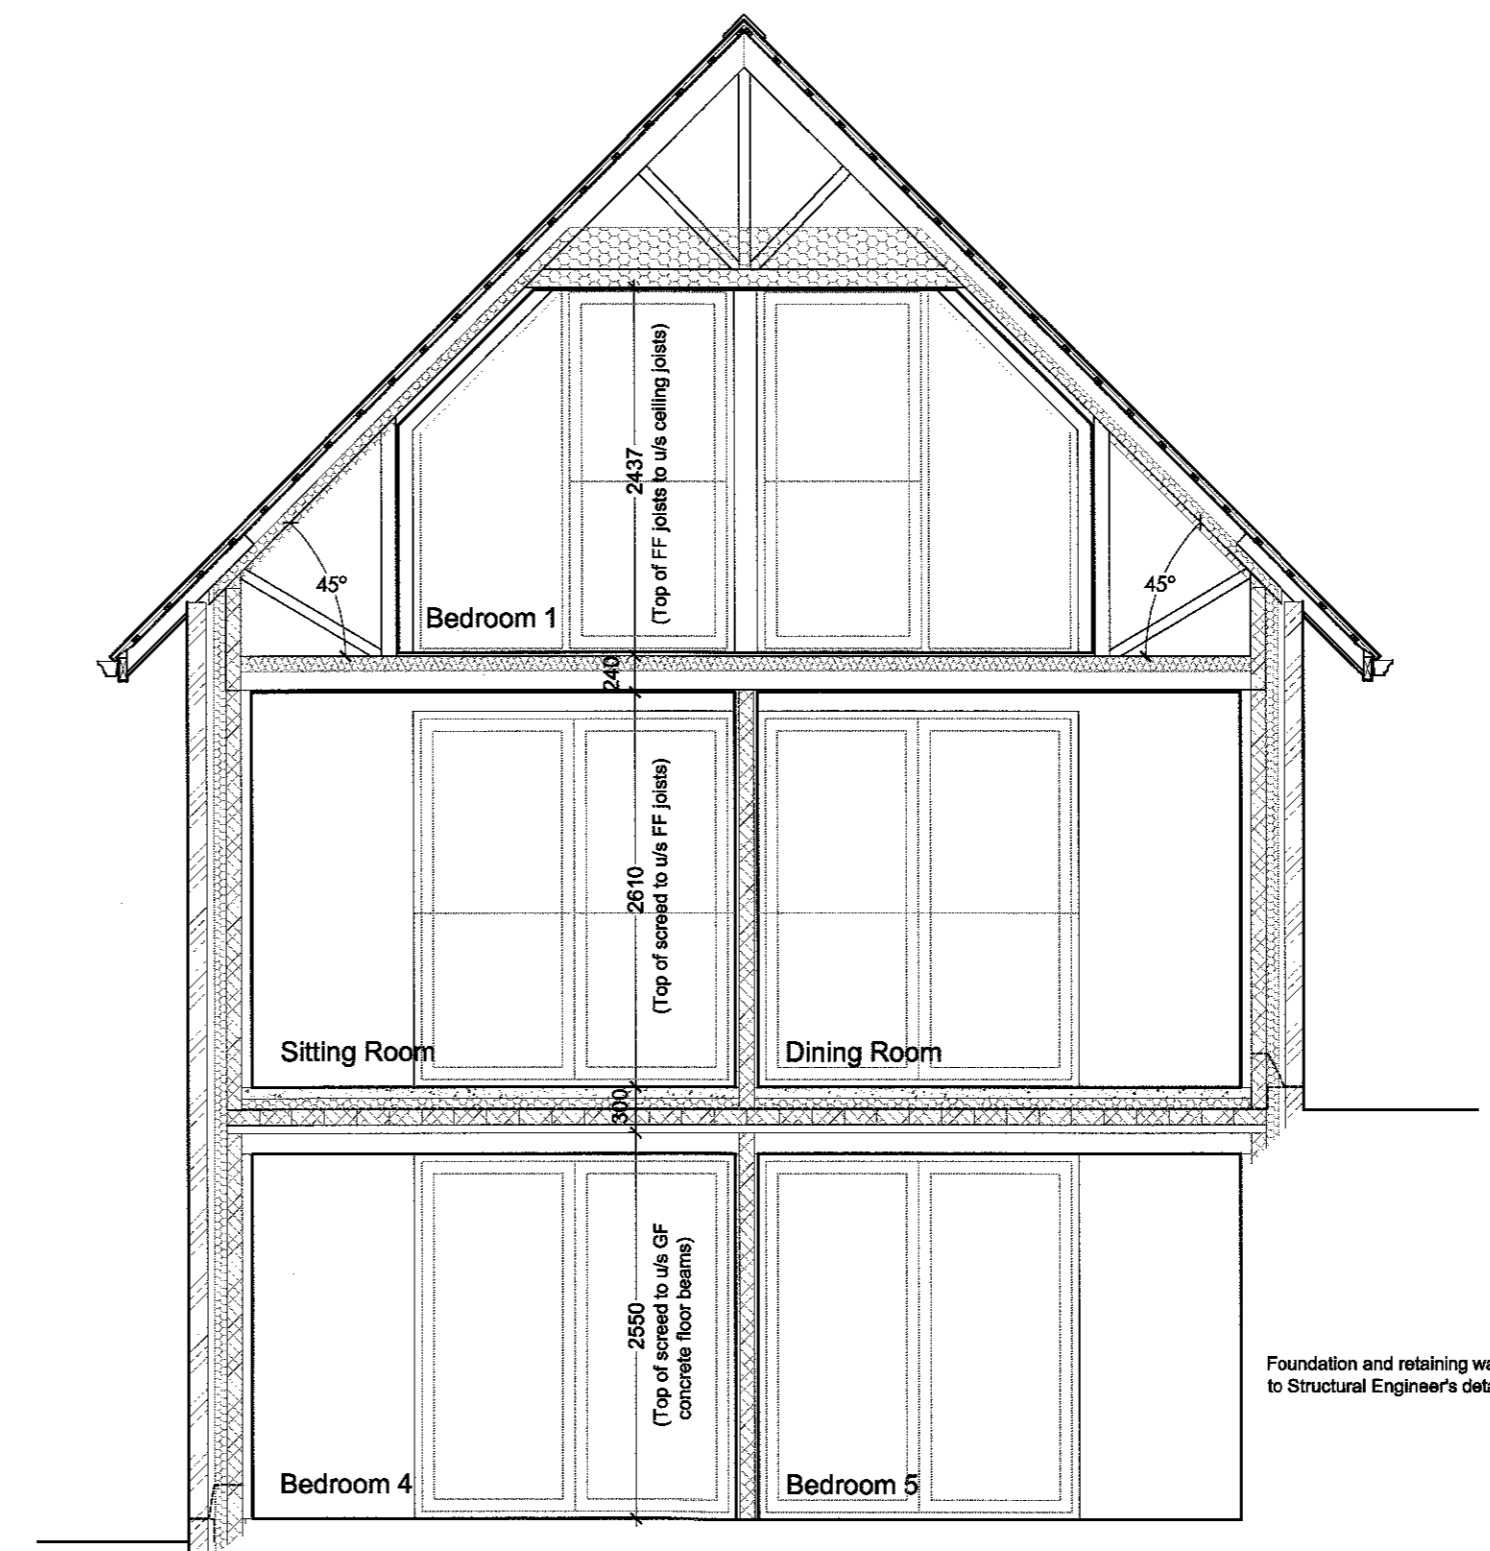 2437
(Top of FF joists to u/s ceiling joists)
45°
45°
Bedroom 1
240
2610
(Top of screed to u/s FF joists)
Sitting Room
Dining Room
300
2550
(Top of screed to u/s GF
concrete floor beams)
Foundation and retaining wa
to Structural Engineer's deta
Bedroom 4
Bedroom 5